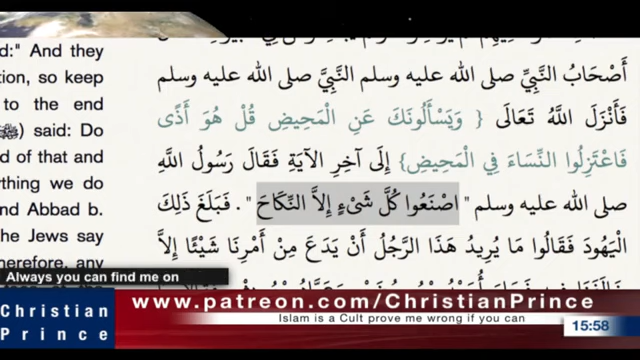 d:" And they
tion, so keep
to the end
(ﷺ) said: Do
d of that and
thing we do
nd Abbad b.
he Jews say
herefore, any
أَصْحَابُ النَّبِيِّ صلى الله عليه وسلم النَّبِيَّ صلى الله عليه وسلم
فَأَنْزَلَ اللَّهُ تَعَالَى { وَيَسْأَلُونَكَ عَنِ الْمَحِيضِ قُلْ هُوَ أَذًى
فَاعْتَزِلُوا النِّسَاءَ فِي الْمَحِيضِ} إِلَى آخِرِ الآيَةِ فَقَالَ رَسُولُ اللَّهِ
صلى الله عليه وسلم " اصْنَعُوا كُلَّ شَىْءٍ إِلاَّ النِّكَاحَ " . فَبَلَغَ ذَلِكَ
الْيَهُودَ فَقَالُوا مَا يُرِيدُ هَذَا الرَّجُلُ أَنْ يَدَعَ مِنْ أَمْرِنَا شَيْئًا إِلاَّ
Always you can find me on
Christian
Prince
www.patreon.com/ChristianPrince
Islam is a Cult prove me wrong if you can
15:58